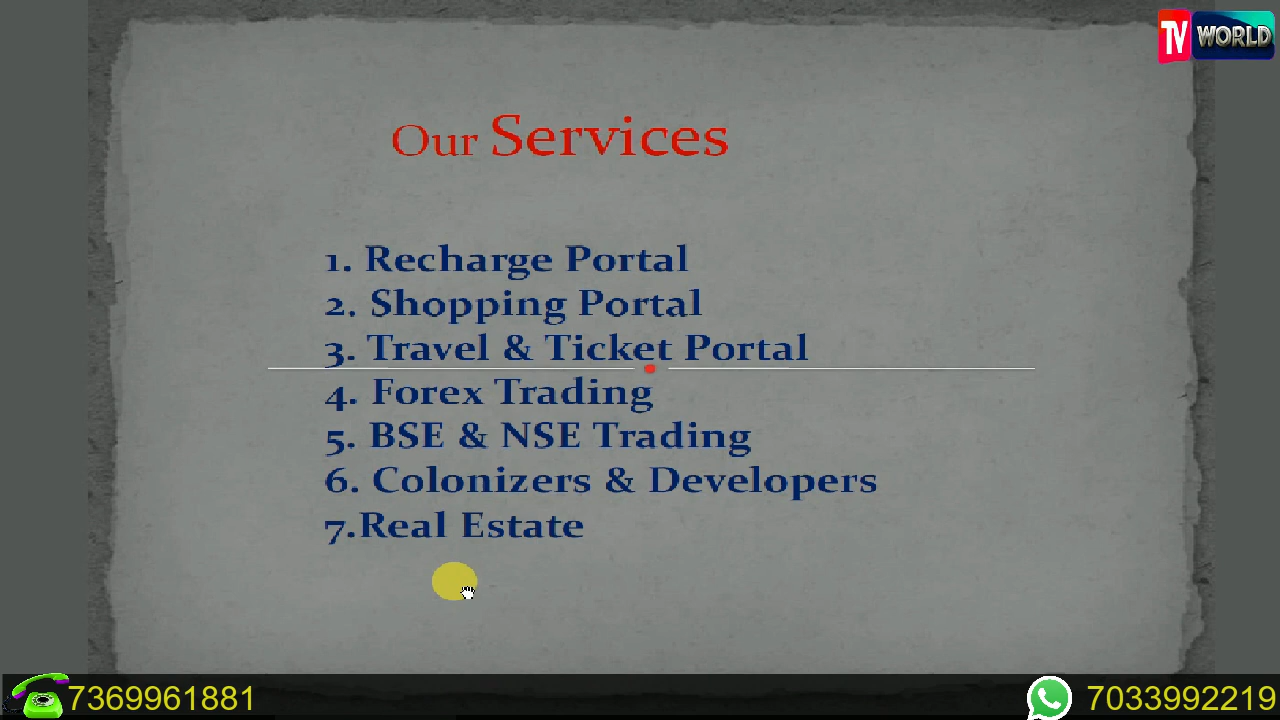 TV WORLD
Our Services
1. Recharge Portal
2. Shopping Portal
3. Travel & Ticket Portal
4. Forex Trading
5. BSE & NSE Trading
6. Colonizers & Developers
7.Real Estate
7369961881
7033992219